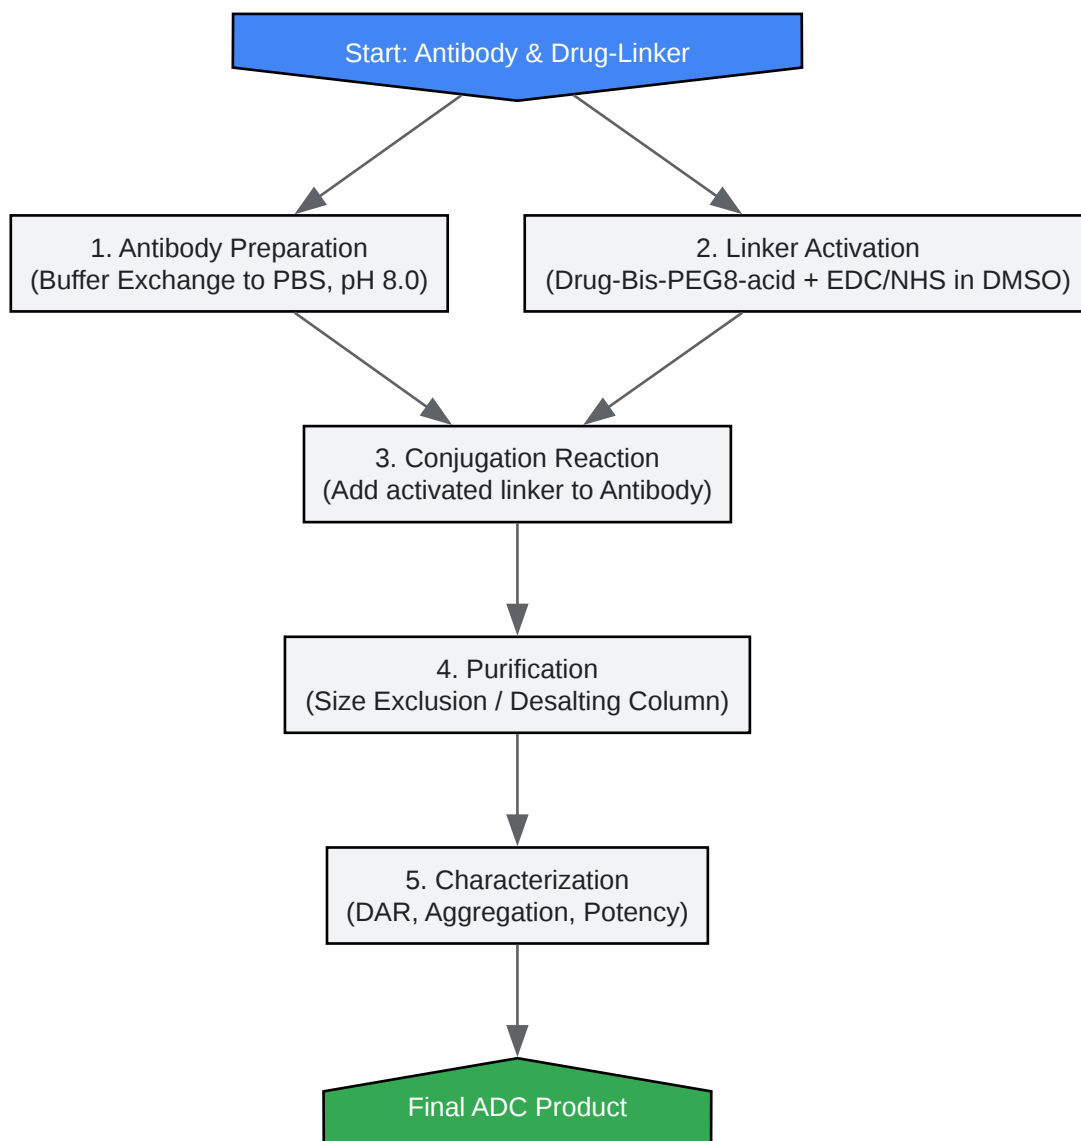 Start: Antibody & Drug-Linker
1. Antibody Preparation
(Buffer Exchange to PBS, pH 8.0)
2. Linker Activation
(Drug-Bis-PEG8-acid + EDC/NHS in DMSO)
3. Conjugation Reaction
(Add activated linker to Antibody)
4. Purification
(Size Exclusion / Desalting Column)
5. Characterization
(DAR, Aggregation, Potency)
Final ADC Product